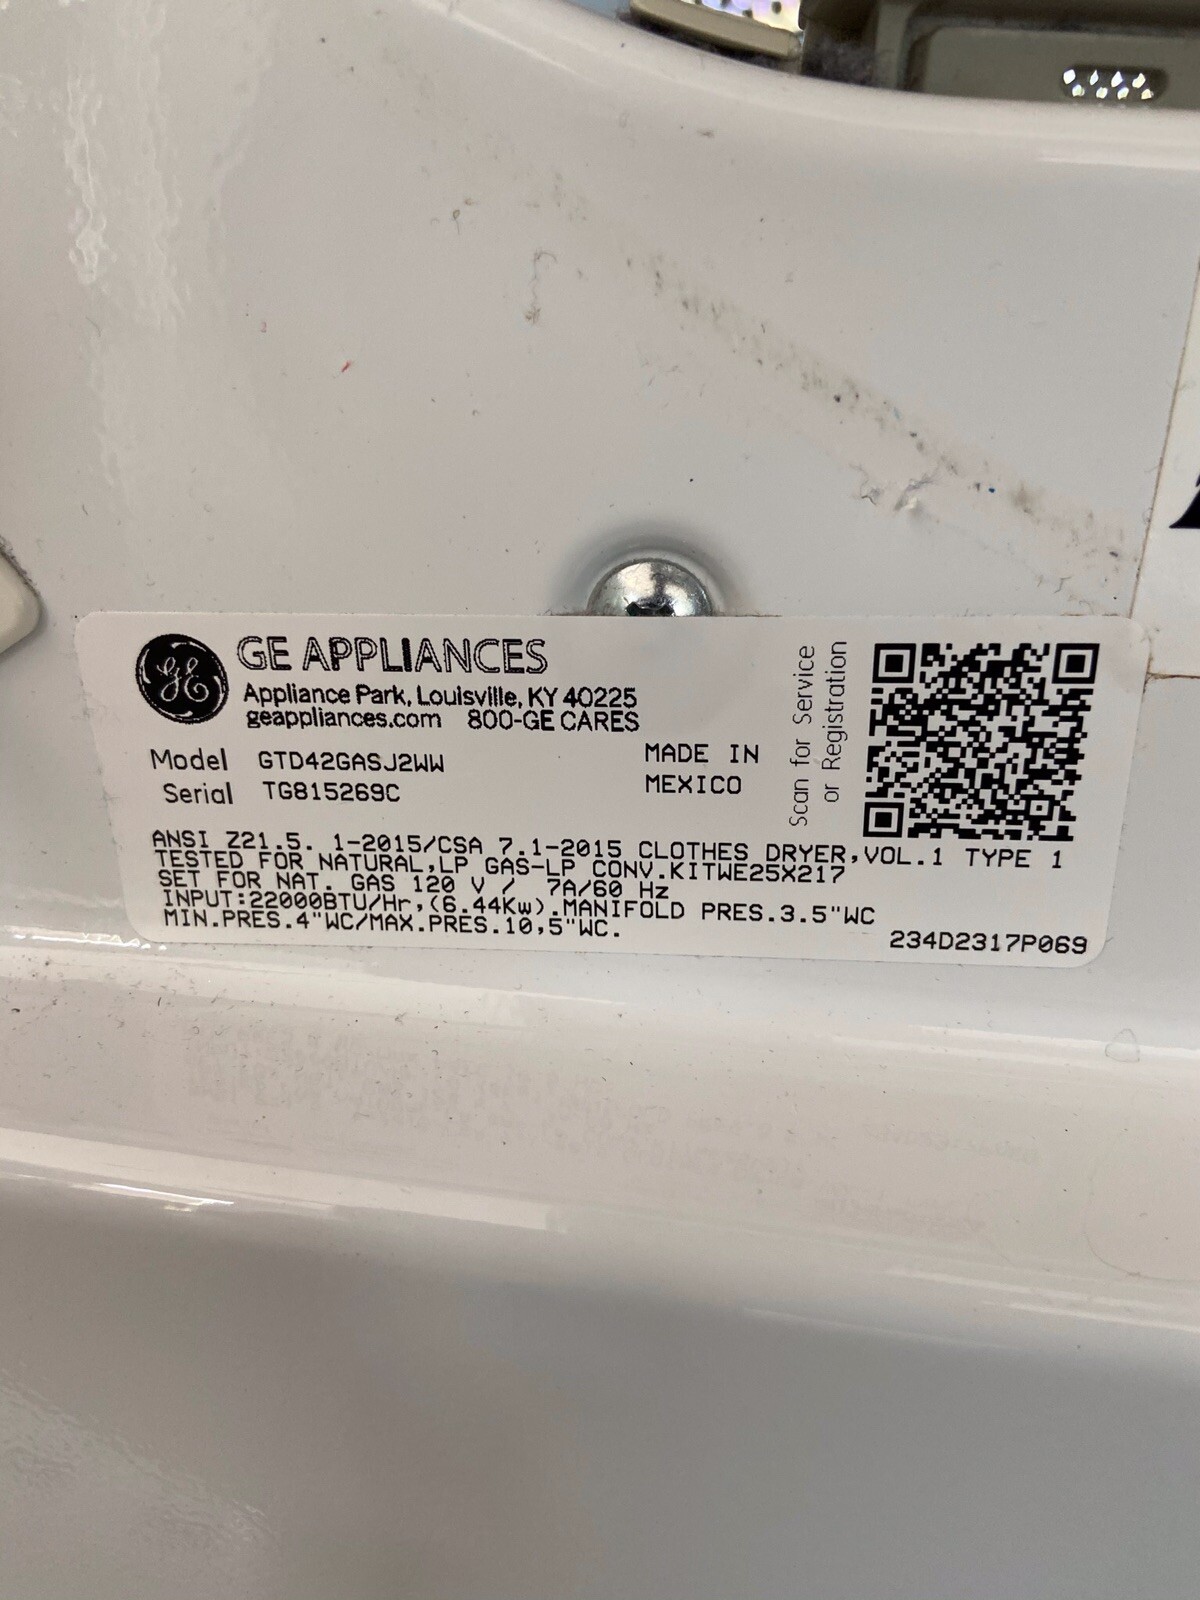 GE APPLIANCES
Appliance Park, Louisville, KY 40225
geappliances.com 800-GE CARES
Model GTD42GASJ2WW
Serial TG815269C
MADE IN
MEXICO
Scan for Service
or Registration
ANSI Z21.5. 1-2015/CSA 7.1-2015 CLOTHES DRYER,VOL.1 TYPE 1
TESTED FOR NATURAL,LP GAS-LP CONV.KITWE25X217
SET FOR NAT. GAS 120 V / 7A/60 Hz
INPUT:22000BTU/Hr,(6.44Kw).MANIFOLD PRES.3.5"WC
MIN.PRES.4"WC/MAX.PRES.10,5"WC.
234D2317P069